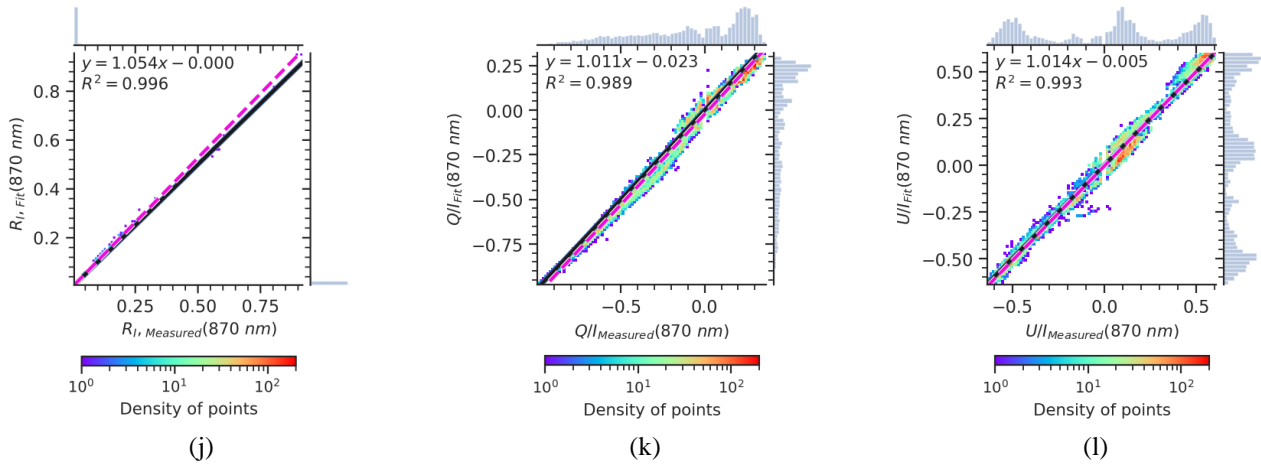 y = 1.054x − 0.000
R² = 0.996
0.8
0.6
0.4
0.2
R_I, Fit(870 nm)
0.25 0.50 0.75
R_I, Measured(870 nm)
10⁰ 10¹ 10²
Density of points
(j)
y = 1.011x − 0.023
R² = 0.989
0.25
0.00
−0.25
−0.50
−0.75
Q/I_Fit(870 nm)
−0.5 0.0
Q/I_Measured(870 nm)
10⁰ 10¹ 10²
Density of points
(k)
y = 1.014x − 0.005
R² = 0.993
0.50
0.25
0.00
−0.25
−0.50
U/I_Fit(870 nm)
−0.5 0.0 0.5
U/I_Measured(870 nm)
10⁰ 10¹ 10²
Density of points
(l)